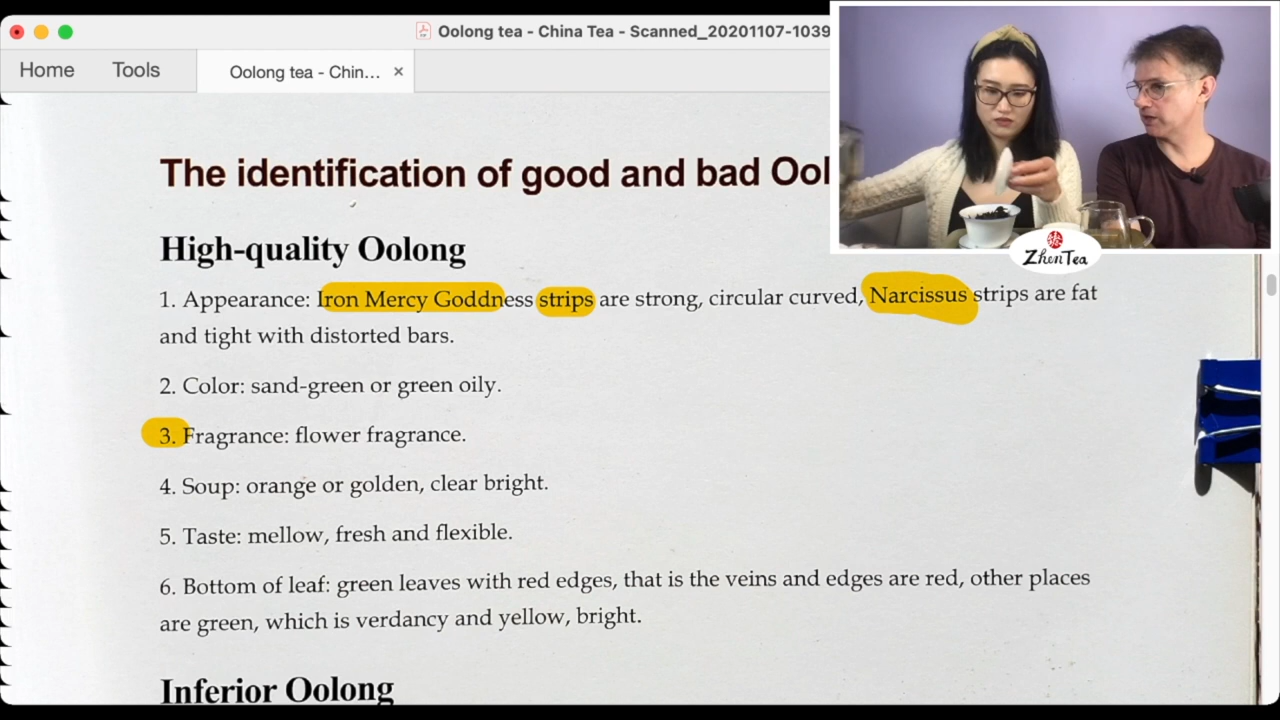 Oolong tea - China Tea - Scanned_20201107-1039
Home
Tools
Oolong tea - Chin...
×
The identification of good and bad Ool
High-quality Oolong
1. Appearance: Iron Mercy Goddness strips are strong, circular curved, Narcissus strips are fat
and tight with distorted bars.
2. Color: sand-green or green oily.
3. Fragrance: flower fragrance.
4. Soup: orange or golden, clear bright.
5. Taste: mellow, fresh and flexible.
6. Bottom of leaf: green leaves with red edges, that is the veins and edges are red, other places
are green, which is verdancy and yellow, bright.
Inferior Oolong
ZhenTea